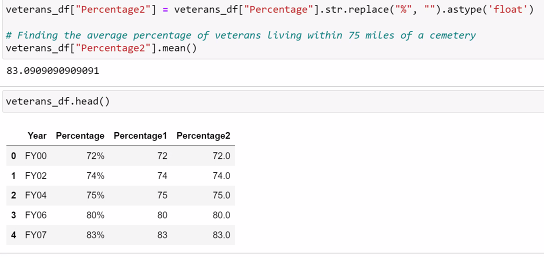 veterans_df["Percentage2"] = veterans_df["Percentage"].str.replace("%", "").astype('float')
# Finding the average percentage of veterans living within 75 miles of a cemetery
veterans_df["Percentage2"].mean()
83.0909090909091
veterans_df.head()
Year Percentage Percentage1 Percentage2
0 FY00 72% 72 72.0
1 FY02 74% 74 74.0
2 FY04 75% 75 75.0
3 FY06 80% 80 80.0
4 FY07 83% 83 83.0